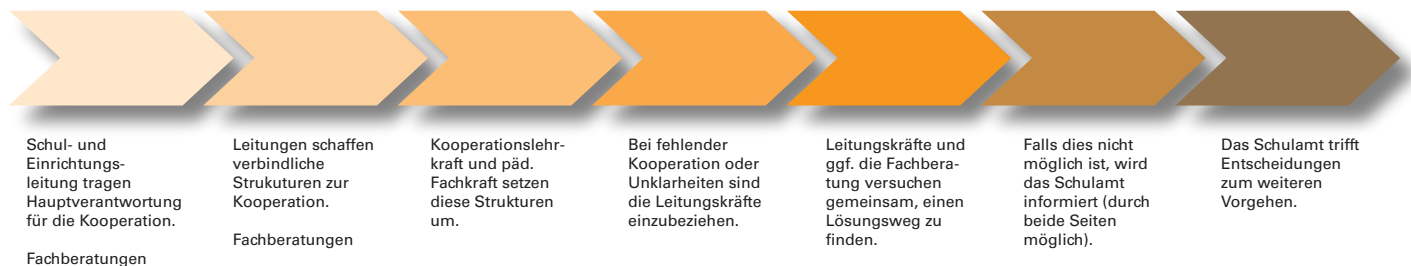 Schul- und
Einrichtungs-
leitung tragen
Hauptverantwortung
für die Kooperation.
Fachberatungen
Leitungen schaffen
verbindliche
Strukuturen zur
Kooperation.
Fachberatungen
Kooperationslehr-
kraft und päd.
Fachkraft setzen
diese Strukturen
um.
Bei fehlender
Kooperation oder
Unklarheiten sind
die Leitungskräfte
einzubeziehen.
Leitungskräfte und
ggf. die Fachbera-
tung versuchen
gemeinsam, einen
Lösungsweg zu
finden.
Falls dies nicht
möglich ist, wird
das Schulamt
informiert (durch
beide Seiten
möglich).
Das Schulamt trifft
Entscheidungen
zum weiteren
Vorgehen.